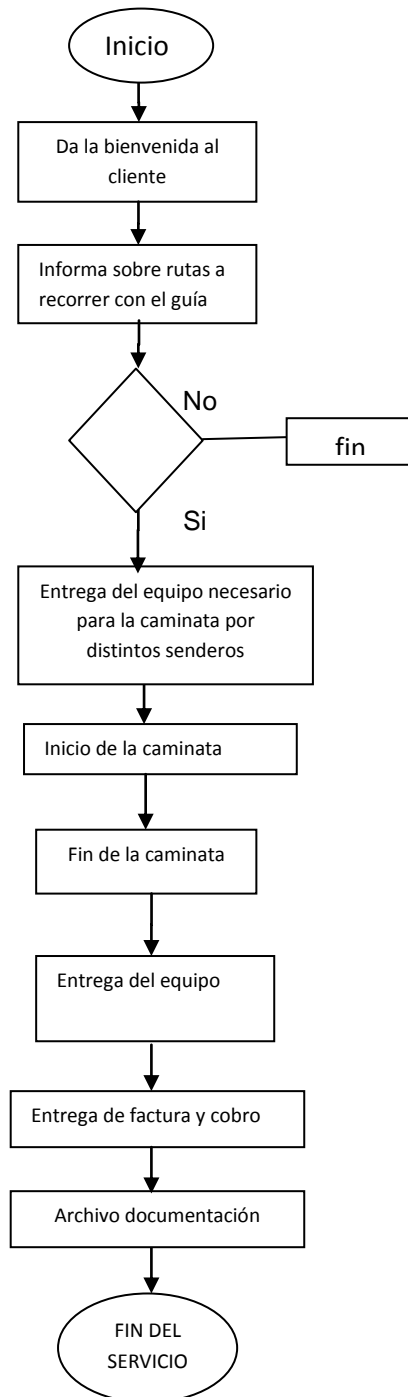 Inicio
Da la bienvenida al
cliente
Informa sobre rutas a
recorrer con el guía
No
fin
Si
Entrega del equipo necesario
para la caminata por
distintos senderos
Inicio de la caminata
Fin de la caminata
Entrega del equipo
Entrega de factura y cobro
Archivo documentación
FIN DEL
SERVICIO